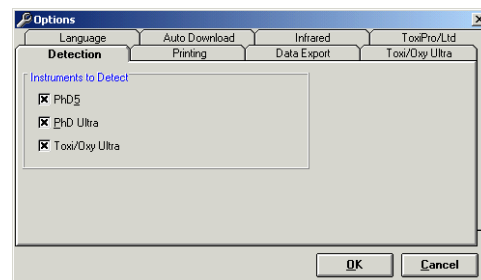 Options
Language Auto Download Infrared ToxiPro/Ltd
Detection Printing Data Export Toxi/Oxy Ultra
Instruments to Detect
PhD5
PhD Ultra
Toxi/Oxy Ultra
OK Cancel